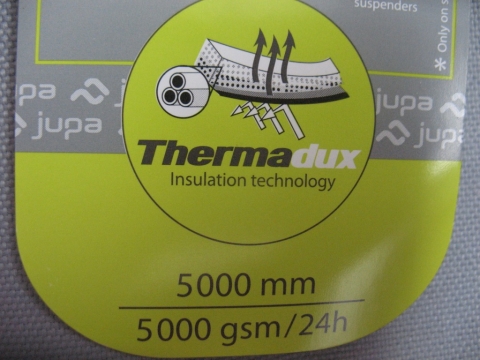 suspenders
* Only on s
jupa jupa
jupa jupa
Thermadux
Insulation technology
5000 mm
5000 gsm/24h